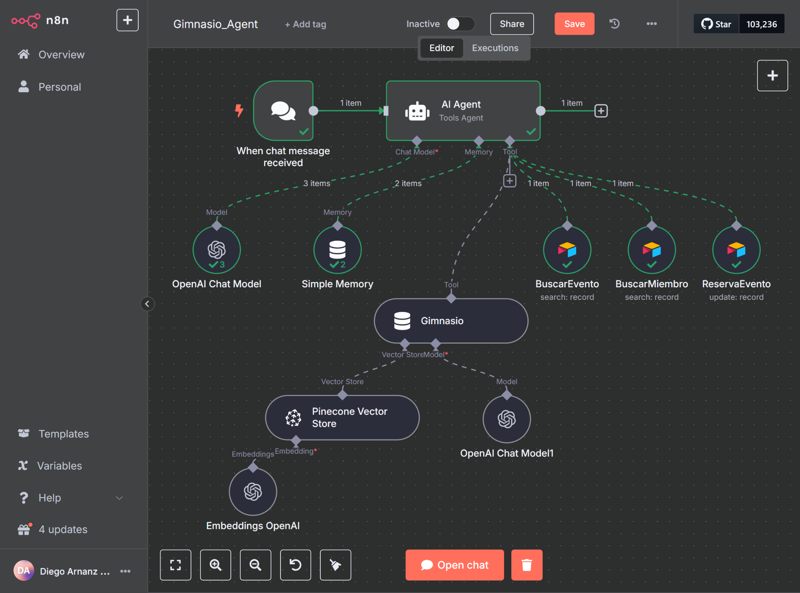 n8n
+
Overview
Personal
Templates
Variables
Help
4 updates
DA
Diego Arnanz ...
Gimnasio_Agent
+ Add tag
Inactive
Share
Save
Star
103,236
Editor
Executions
1 item
AI Agent
Tools Agent
1 item
When chat message
received
Chat Model*
Memory
Tool
3 items
2 items
1 item
1 item
1 item
Model
Memory
3
2
OpenAI Chat Model
Simple Memory
BuscarEvento
search: record
BuscarMiembro
search: record
ReservaEvento
update: record
Tool
Gimnasio
Vector Store
Model*
Vector Store
Model
Pinecone Vector
Store
Embeddings
Embedding*
OpenAI Chat Model1
Embeddings OpenAI
Open chat